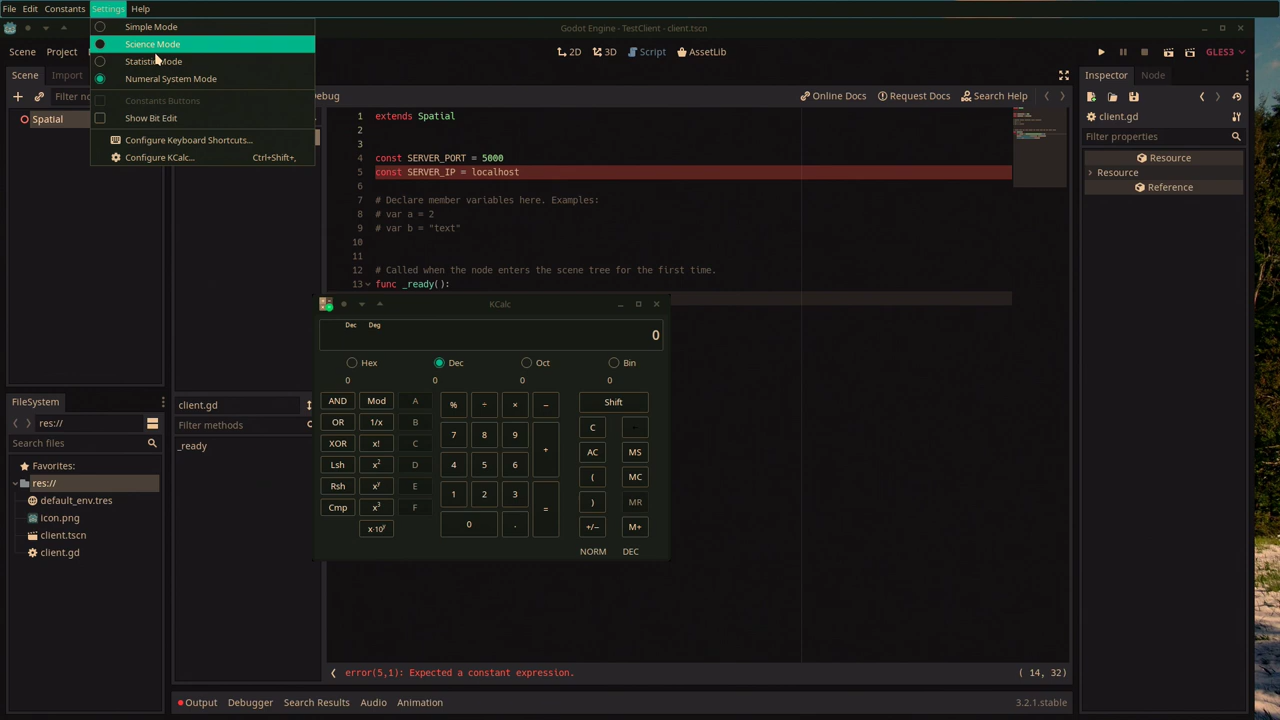 File Edit Constants Settings Help
Godot Engine - TestClient - client.tscn
Simple Mode
Science Mode
Statistic Mode
Numeral System Mode
Constants Buttons
Show Bit Edit
Configure Keyboard Shortcuts...
Configure KCalc... Ctrl+Shift+,
Scene Project
2D 3D Script AssetLib
GLES3
Scene Import
Filter
Spatial
Debug
Online Docs Request Docs Search Help
1 extends Spatial
2
3
4 const SERVER_PORT = 5000
5 const SERVER_IP = localhost
6
7 # Declare member variables here. Examples:
8 # var a = 2
9 # var b = "text"
10
11
12 # Called when the node enters the scene tree for the first time.
13 func _ready():
KCalc
Dec Deg
0
Hex Dec Oct Bin
0 0 0 0
AND Mod A % ÷ × − Shift
OR 1/x B 7 8 9 + C
XOR x! C AC MS
Lsh x² D 4 5 6 ( MC
Rsh xʸ E 1 2 3 = ) MR
Cmp x³ F 0 . +/− M+
x·10ʸ
NORM DEC
FileSystem
res://
Search files
Favorites:
res://
default_env.tres
icon.png
client.tscn
client.gd
client.gd
Filter methods
_ready
error(5,1): Expected a constant expression.
( 14, 32)
Output Debugger Search Results Audio Animation
3.2.1.stable
Inspector Node
client.gd
Filter properties
Resource
Resource
Reference